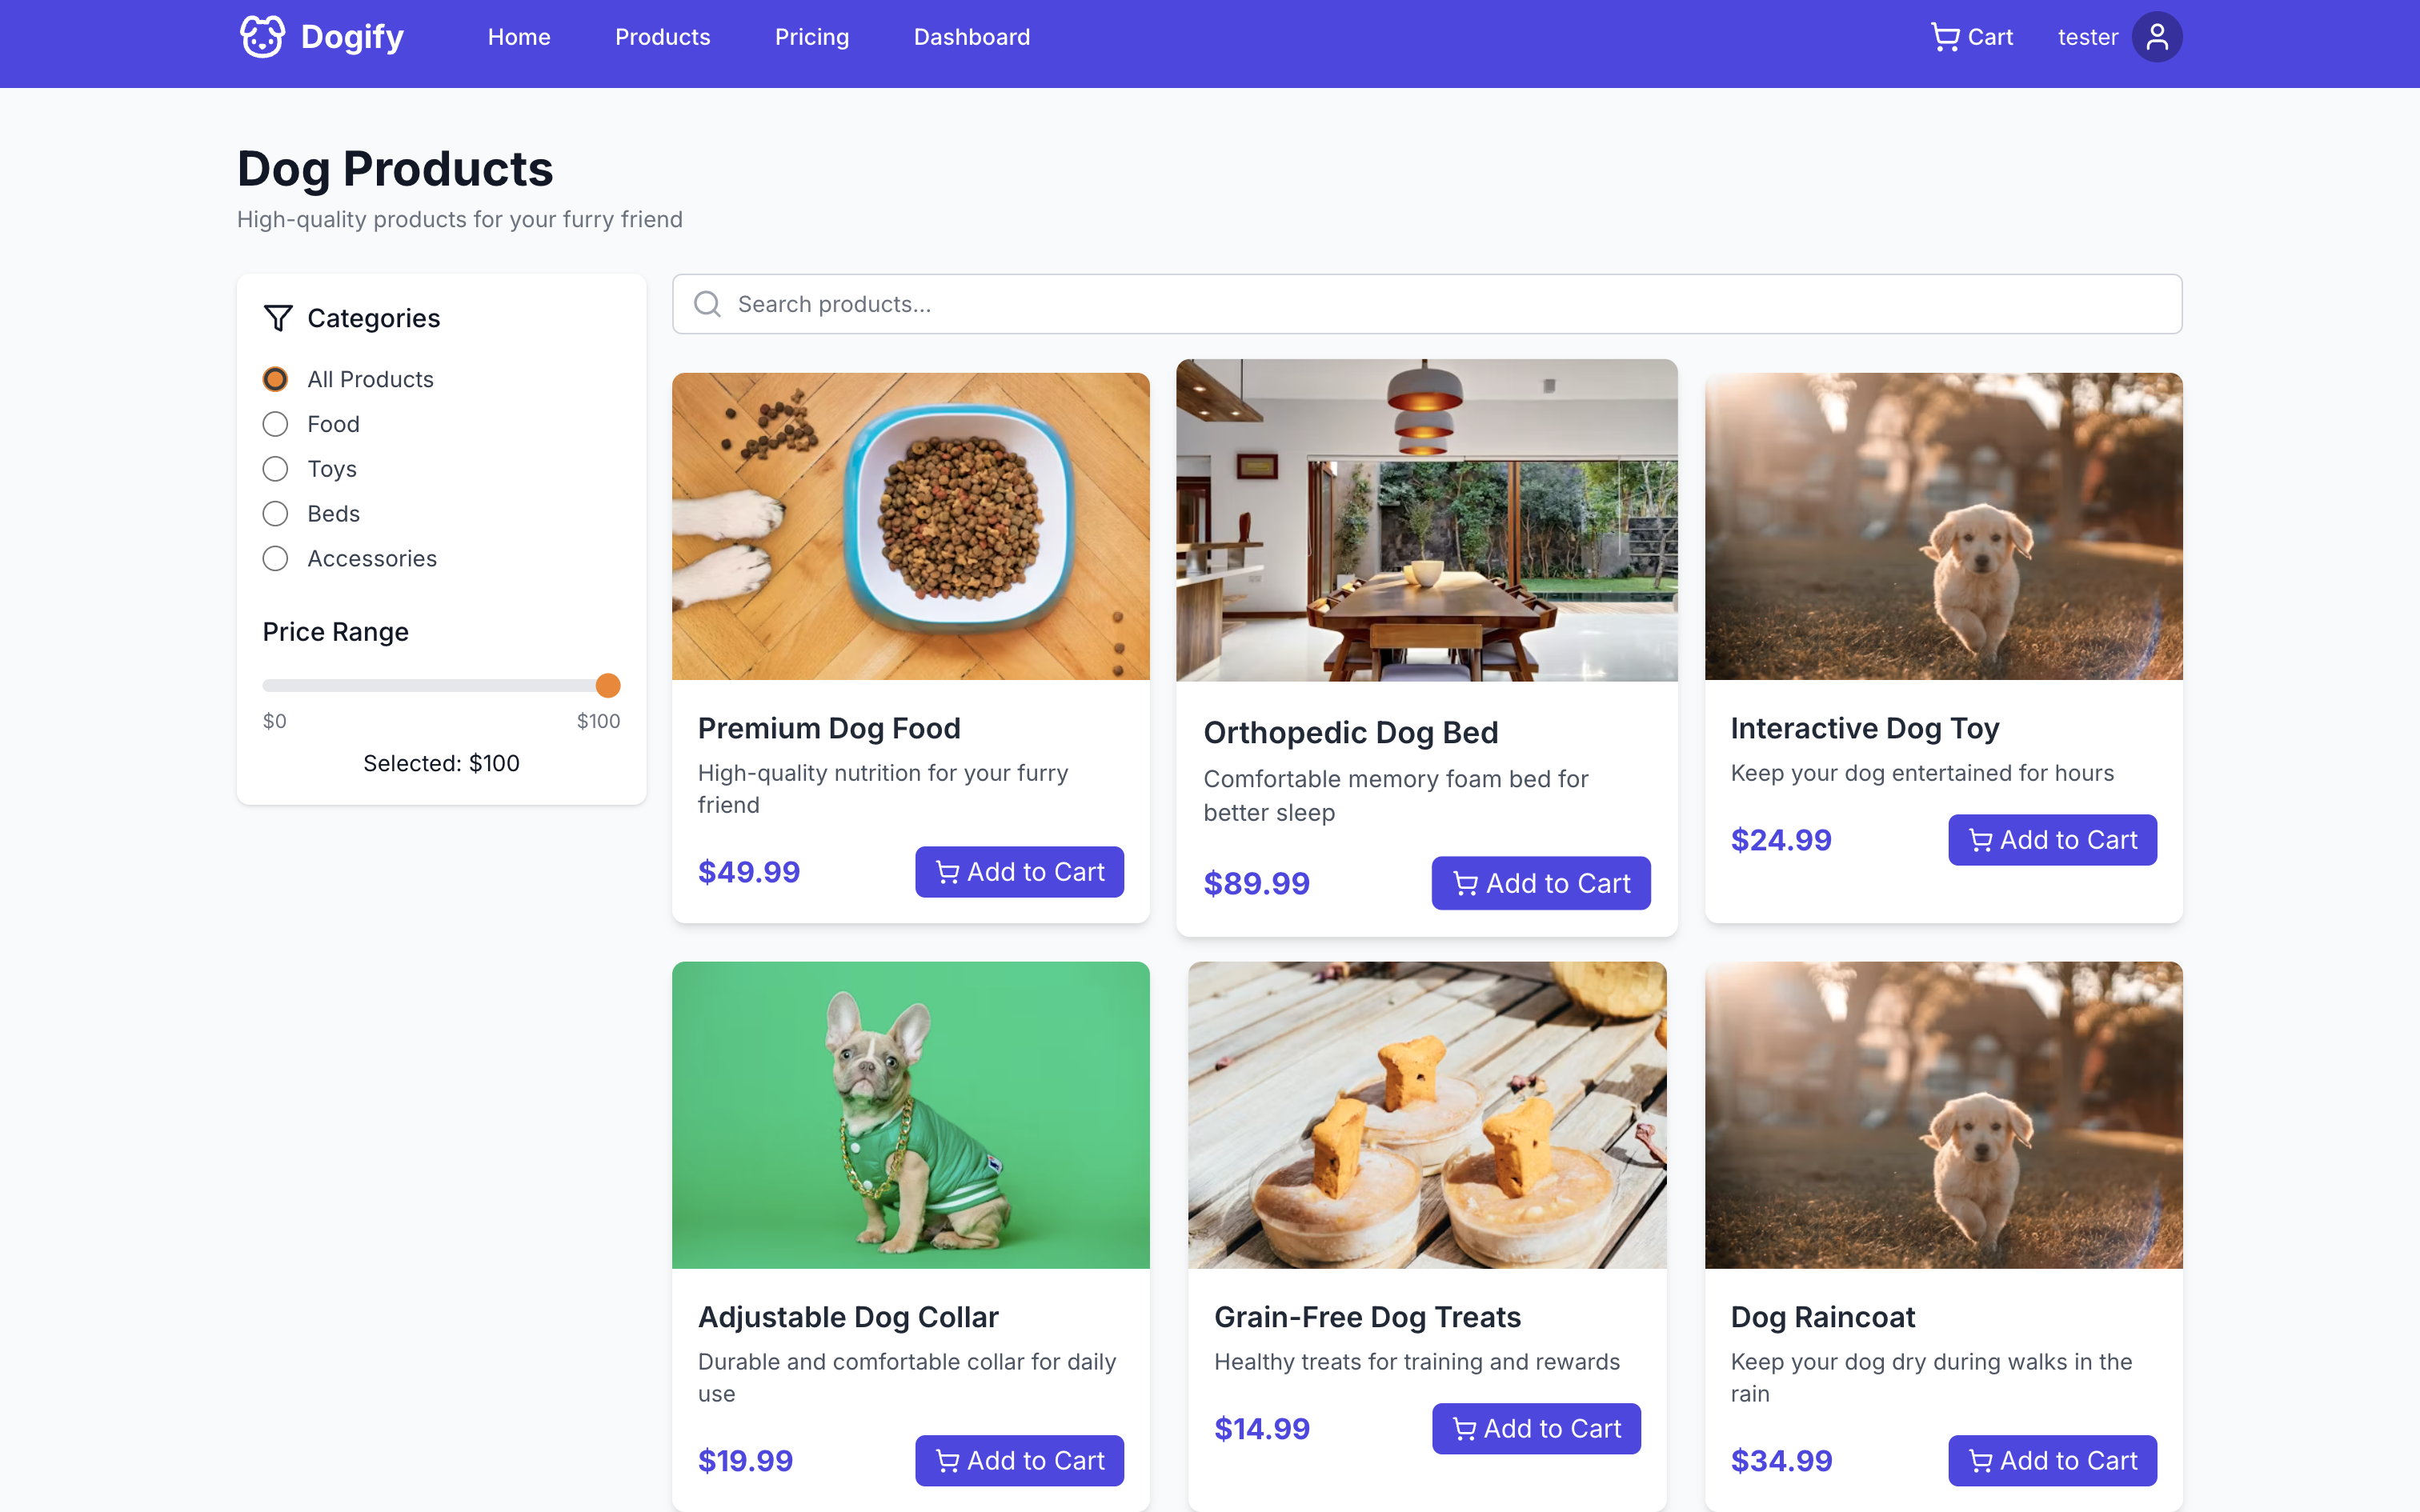 Dogify
Home
Products
Pricing
Dashboard
Cart
tester
Dog Products
High-quality products for your furry friend
Categories
All Products
Food
Toys
Beds
Accessories
Price Range
$0
$100
Selected: $100
Search products...
Premium Dog Food
High-quality nutrition for your furry
friend
$49.99
Add to Cart
Orthopedic Dog Bed
Comfortable memory foam bed for
better sleep
$89.99
Add to Cart
Interactive Dog Toy
Keep your dog entertained for hours
$24.99
Add to Cart
Adjustable Dog Collar
Durable and comfortable collar for daily
use
$19.99
Add to Cart
Grain-Free Dog Treats
Healthy treats for training and rewards
$14.99
Add to Cart
Dog Raincoat
Keep your dog dry during walks in the
rain
$34.99
Add to Cart